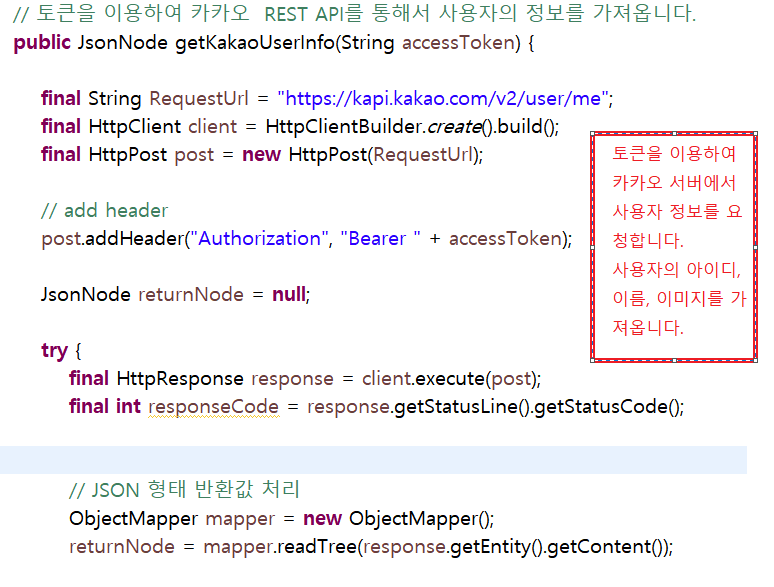 // 토큰을 이용하여 카카오  REST API를 통해서 사용자의 정보를 가져옵니다.
public JsonNode getKakaoUserInfo(String accessToken) {
final String RequestUrl = "https://kapi.kakao.com/v2/user/me";
final HttpClient client = HttpClientBuilder.create().build();
final HttpPost post = new HttpPost(RequestUrl);
// add header
post.addHeader("Authorization", "Bearer " + accessToken);
JsonNode returnNode = null;
try {
final HttpResponse response = client.execute(post);
final int responseCode = response.getStatusLine().getStatusCode();
// JSON 형태 반환값 처리
ObjectMapper mapper = new ObjectMapper();
returnNode = mapper.readTree(response.getEntity().getContent());
토큰을 이용하여
카카오 서버에서
사용자 정보를 요
청합니다.
사용자의 아이디,
이름, 이미지를 가
져옵니다.